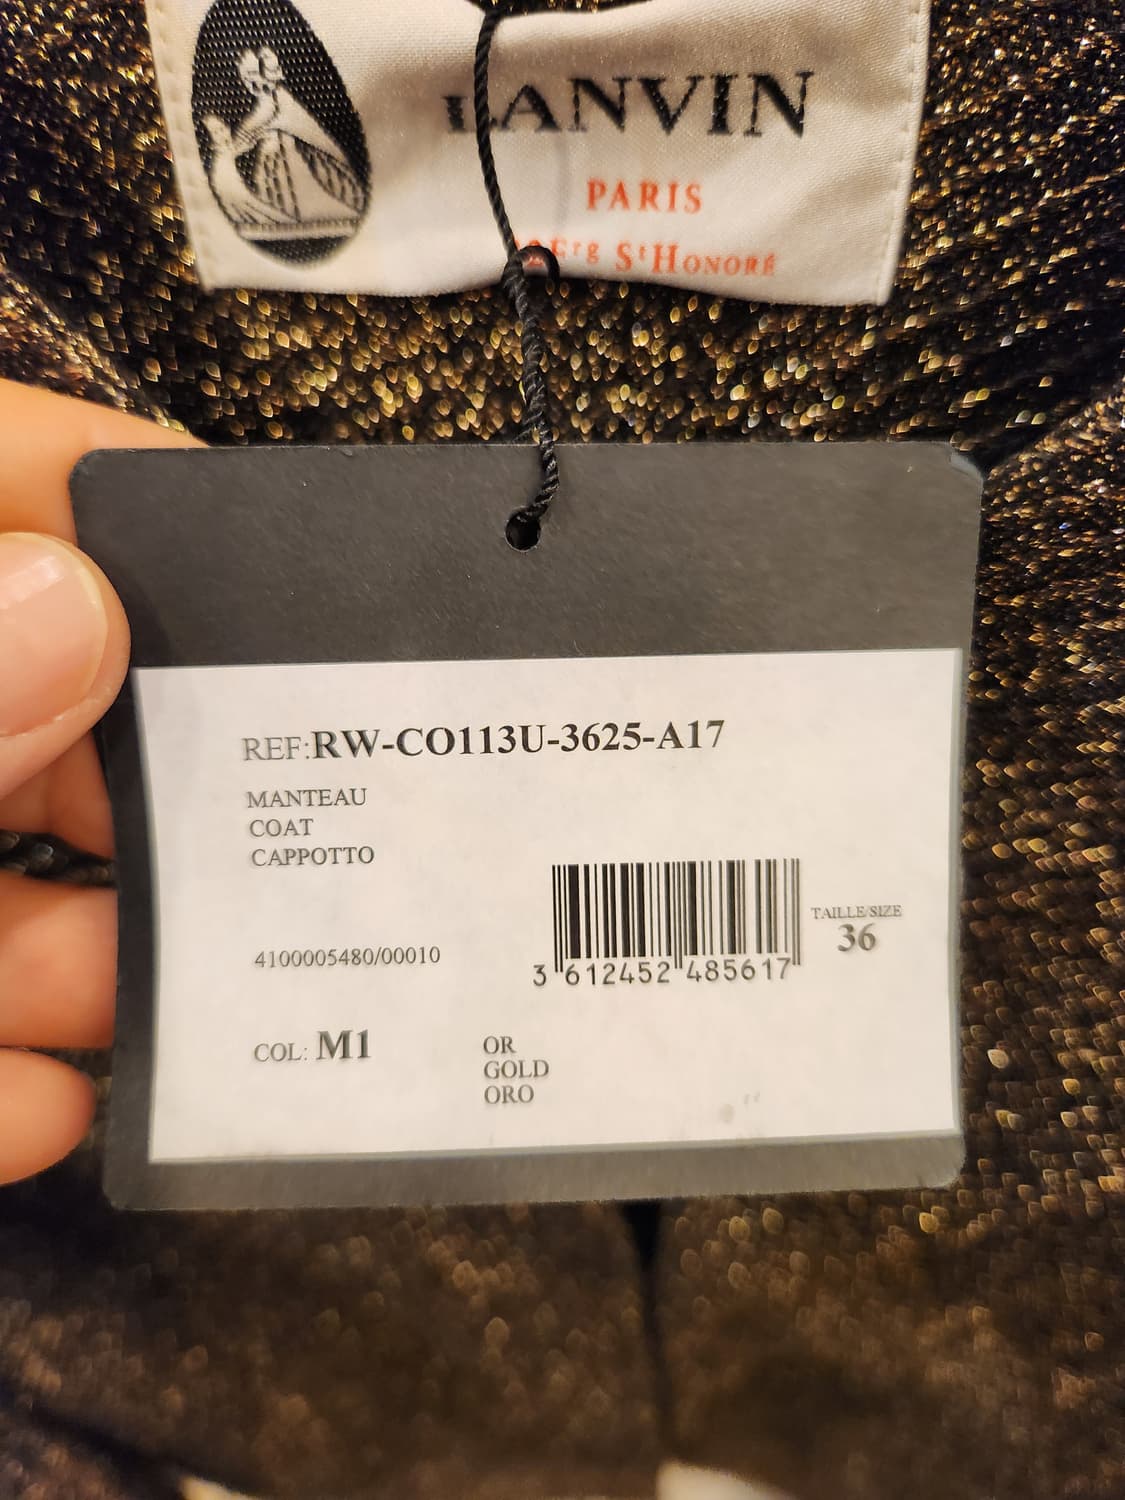 LANVIN
PARIS
StHONORÉ
REF:RW-CO113U-3625-A17
MANTEAU
COAT
CAPPOTTO
TAILLE/SIZE
36
4100005480/00010
3 612452 485617
COL: M1
OR
GOLD
ORO